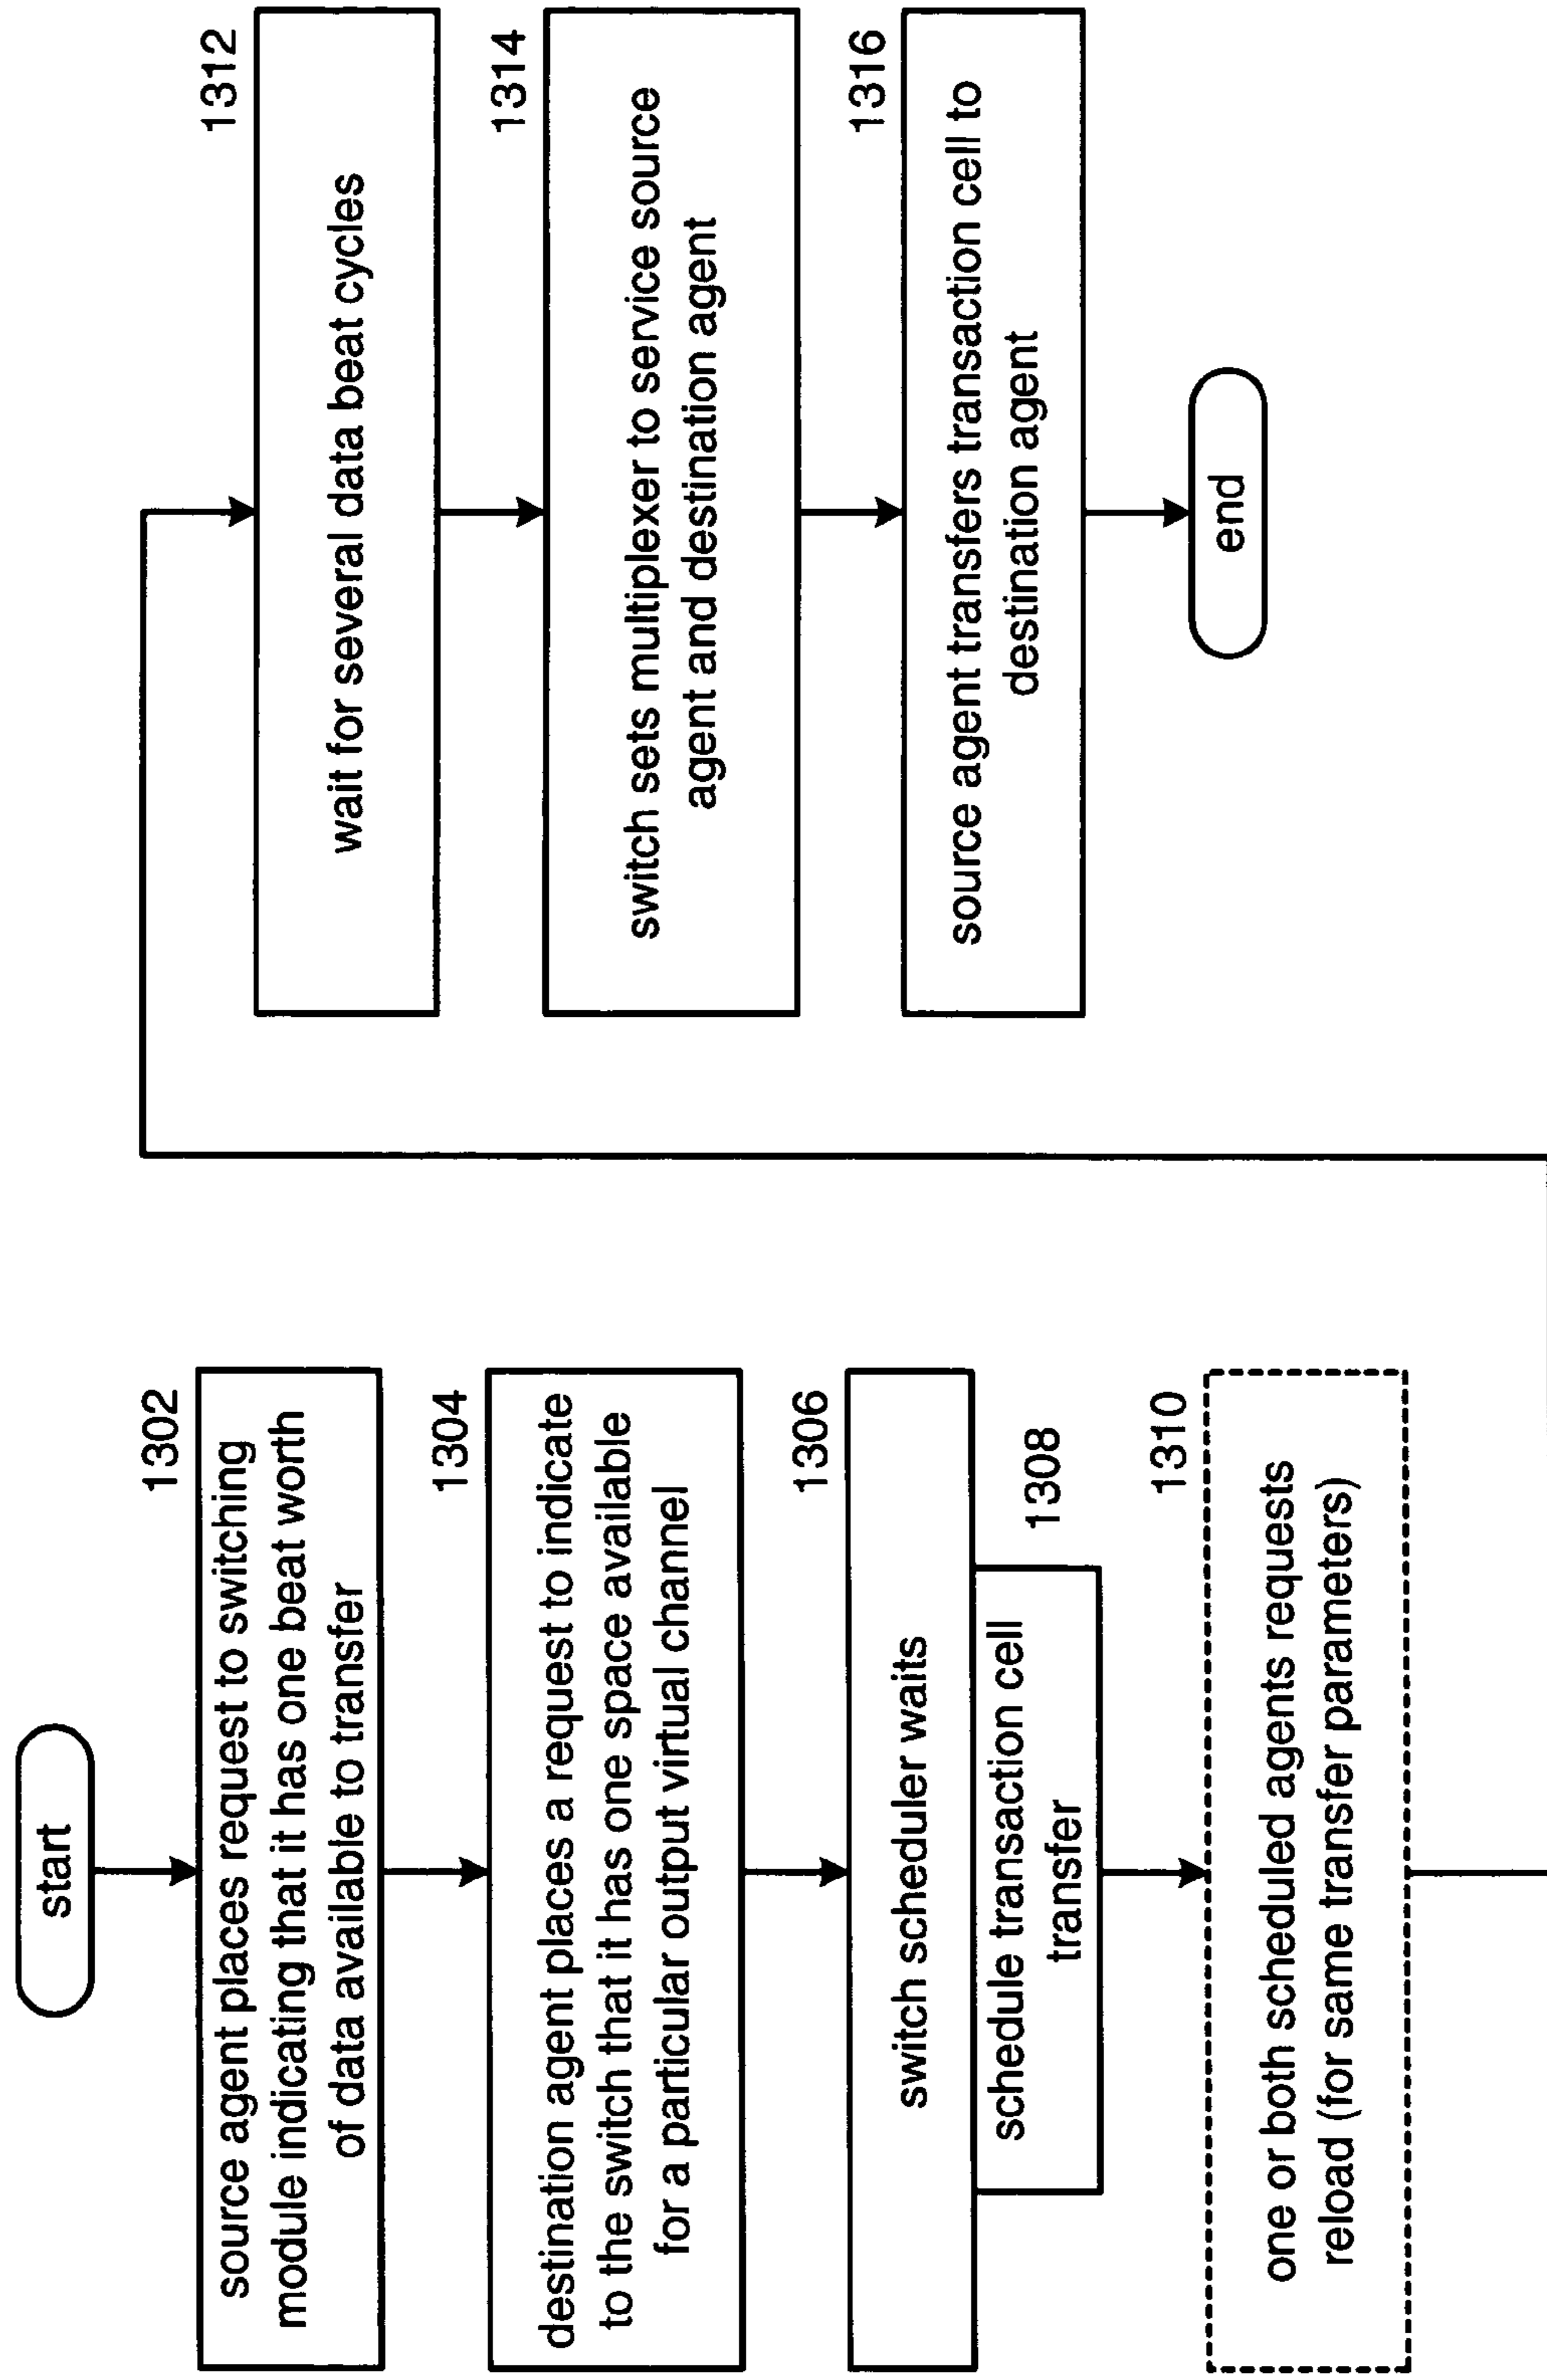 start
1302
source agent places request to switching
module indicating that it has one beat worth
of data available to transfer
1304
destination agent places a request to indicate
to the switch that it has one space available
for a particular output virtual channel
1306
switch scheduler waits
1308
schedule transaction cell
transfer
1310
one or both scheduled agents requests
reload (for same transfer parameters)
1312
wait for several data beat cycles
1314
switch sets multiplexer to service source
agent and destination agent
1316
source agent transfers transaction cell to
destination agent
end